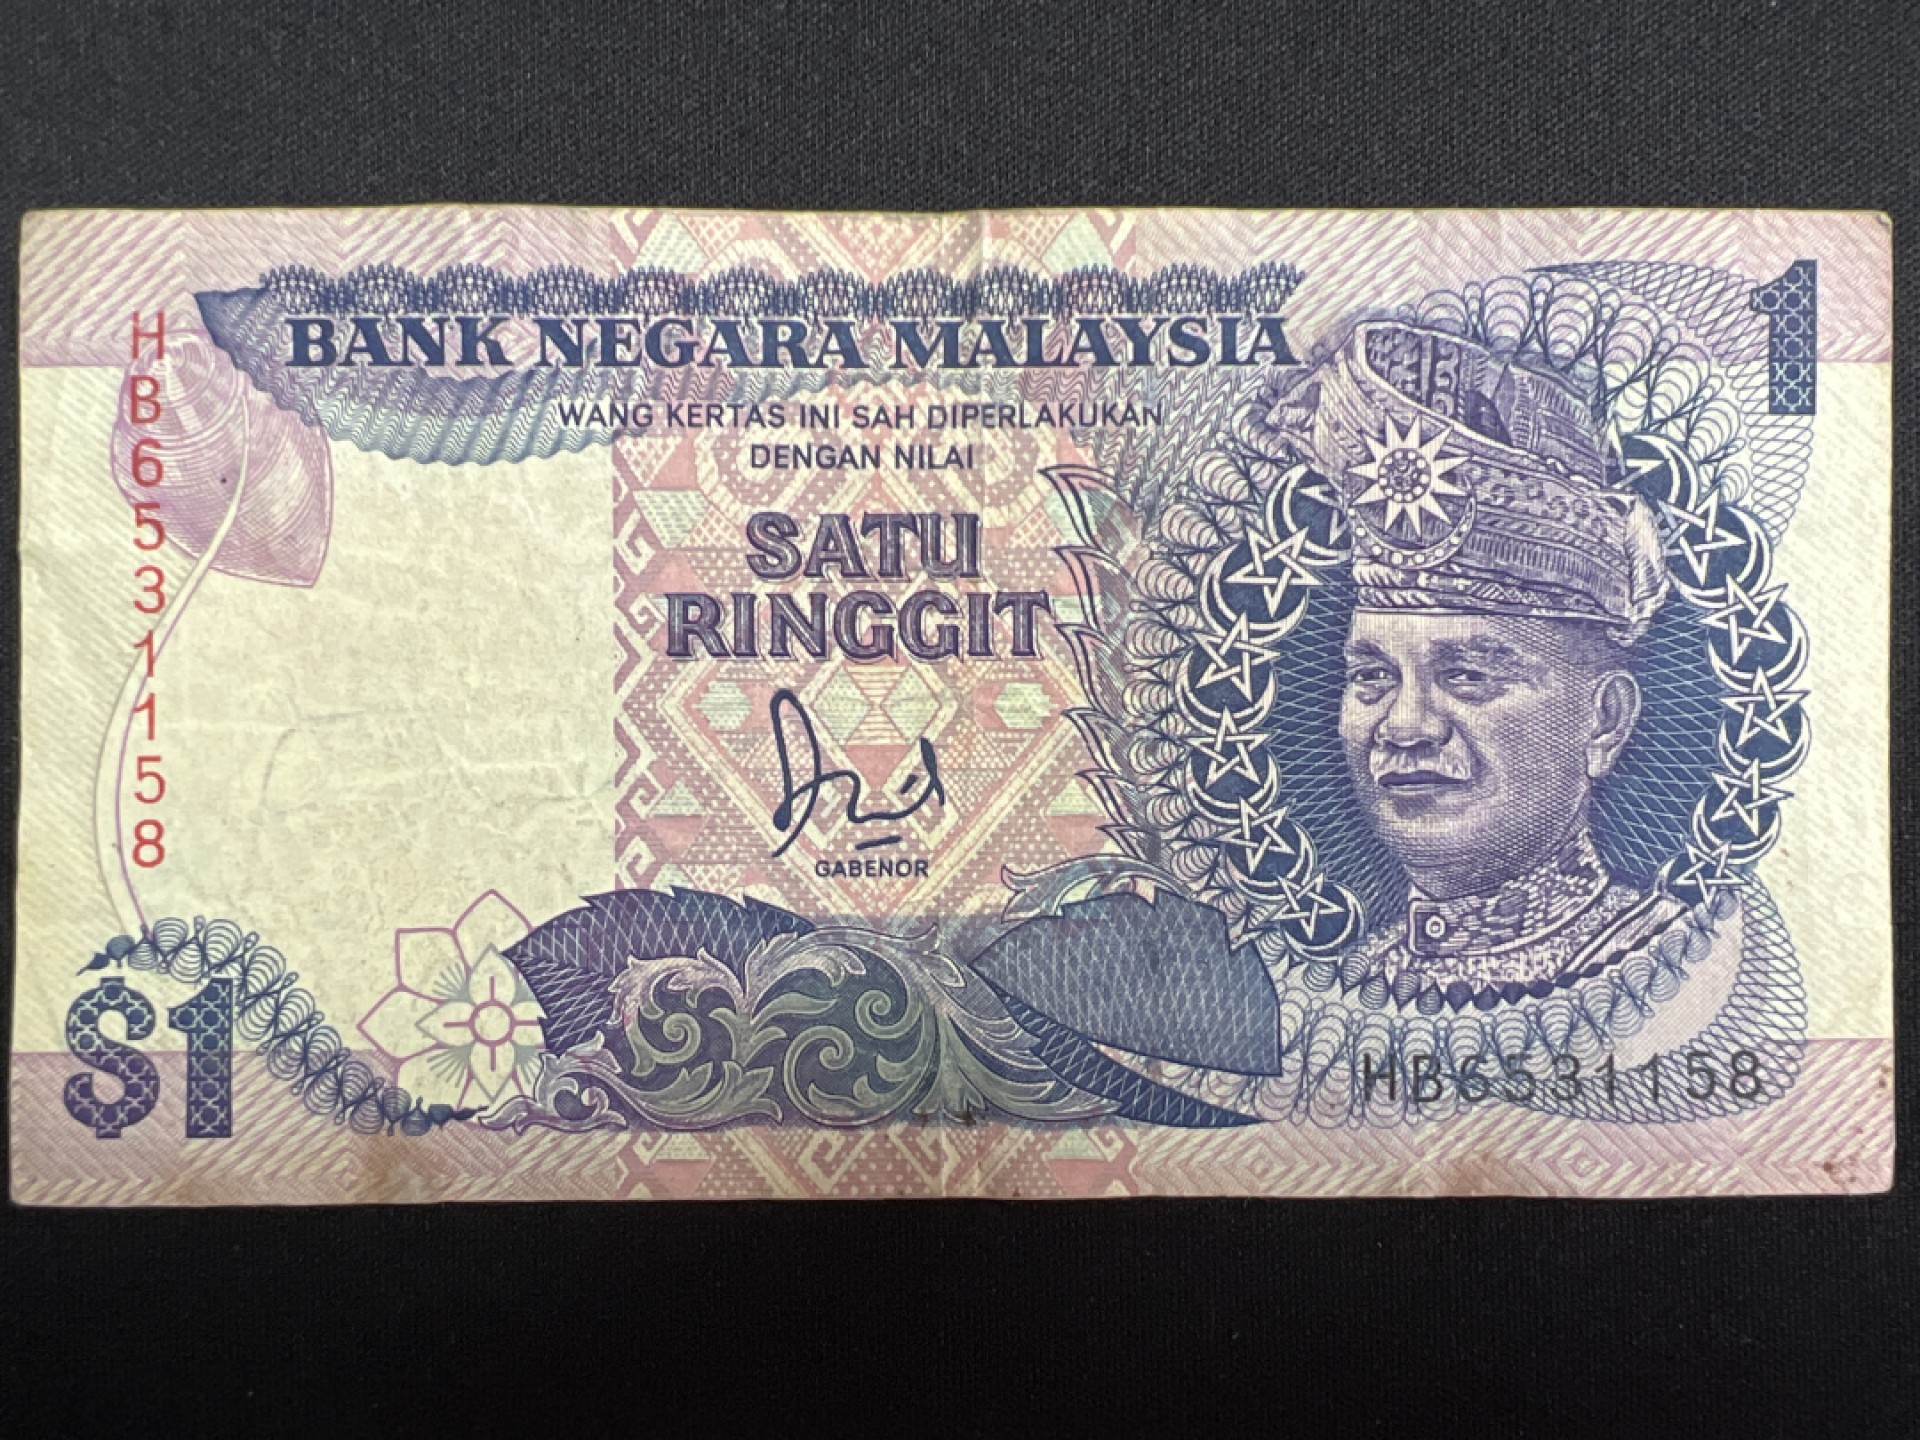 BANK NEGARA MALAYSIA
1
HB6531158
WANG KERTAS INI SAH DIPERLAKUKAN
DENGAN NILAI
SATU
RINGGIT
GABENOR
$1
HB6531158